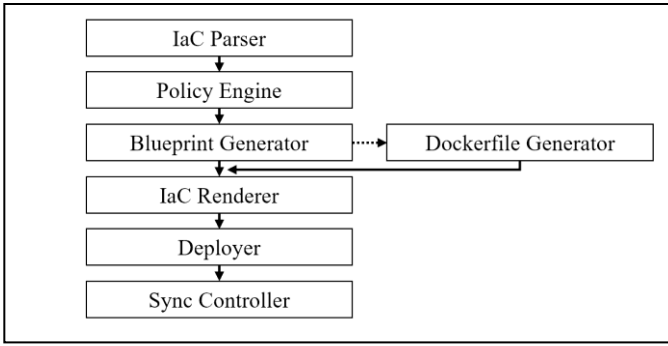 IaC Parser
Policy Engine
Blueprint Generator
Dockerfile Generator
IaC Renderer
Deployer
Sync Controller